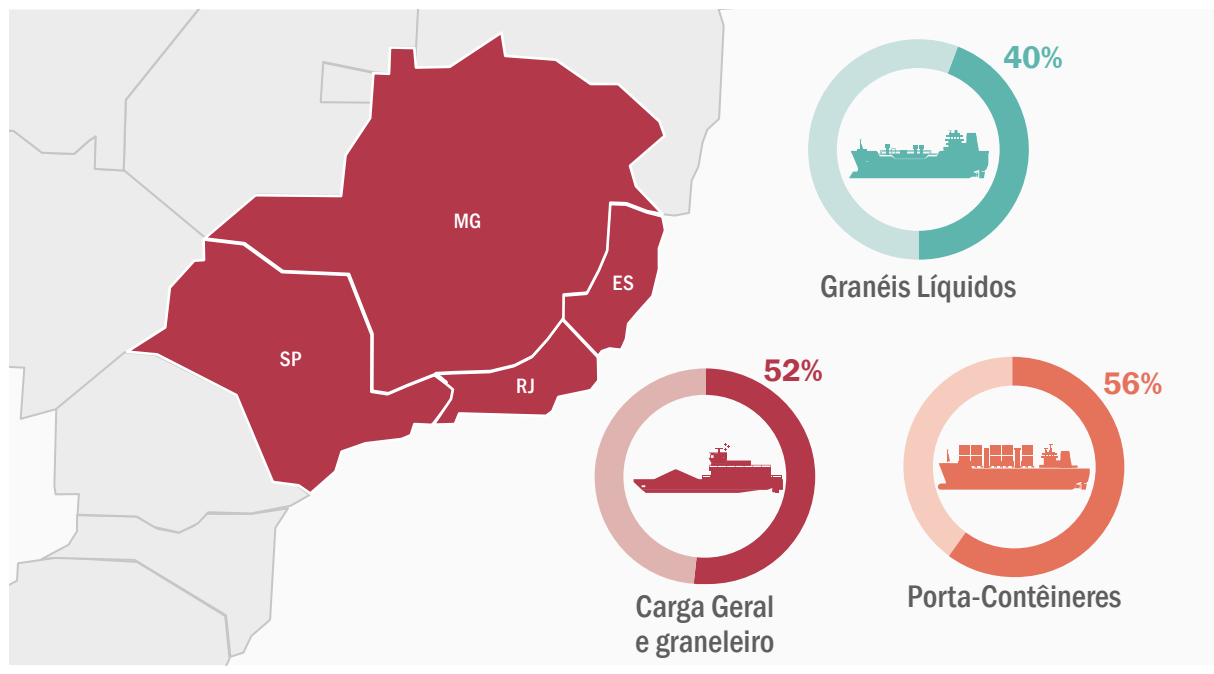 40%
MG
ES
Granéis Líquidos
SP
RJ
52%
56%
Carga Geral
e graneleiro
Porta-Contêineres